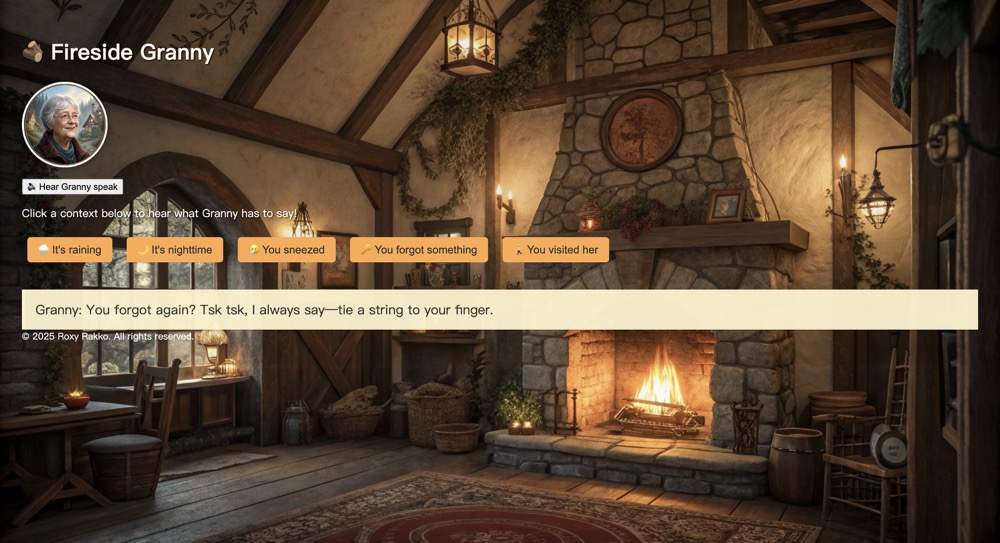 Fireside Granny
Hear Granny speak
Click a context below to hear what Granny has to say!
It's raining
It's nighttime
You sneezed
You forgot something
You visited her
Granny: You forgot again? Tsk tsk, I always say—tie a string to your finger.
© 2025 Roxy Rakko. All rights reserved.